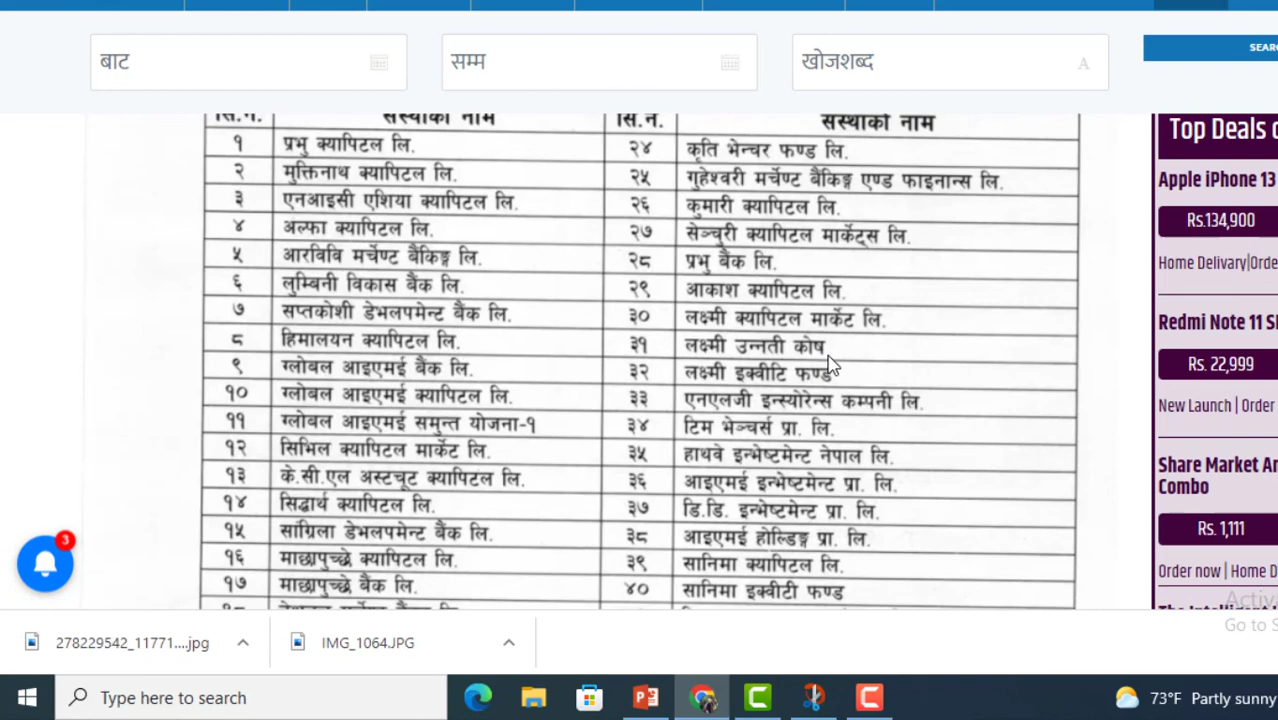 बाट
सम्म
खोजशब्द
A
SEAR
सि.न. संस्थाको नाम सि.न. संस्थाको नाम
१ प्रभु क्यापिटल लि. २४ कृति भेन्चर फण्ड लि.
२ मुक्तिनाथ क्यापिटल लि. २५ गुहेश्वरी मर्चेण्ट बैंकिङ्ग एण्ड फाइनान्स लि.
३ एनआइसी एशिया क्यापिटल लि. २६ कुमारी क्यापिटल लि.
४ अल्फा क्यापिटल लि. २७ सेञ्चुरी क्यापिटल मार्केट्स लि.
५ आरविवि मर्चेण्ट बैंकिङ्ग लि. २८ प्रभु बैंक लि.
६ लुम्बिनी विकास बैंक लि. २९ आकाश क्यापिटल लि.
७ सप्तकोशी डेभलपमेन्ट बैंक लि. ३० लक्ष्मी क्यापिटल मार्केट लि.
८ हिमालयन क्यापिटल लि. ३१ लक्ष्मी उन्नती कोष
९ ग्लोबल आइएमई बैंक लि. ३२ लक्ष्मी इक्वीटि फण्ड
१० ग्लोबल आइएमई क्यापिटल लि. ३३ एनएलजी इन्स्योरेन्स कम्पनी लि.
११ ग्लोबल आइएमई समुन्त योजना-१ ३४ टिम भेञ्चर्स प्रा. लि.
१२ सिभिल क्यापिटल मार्केट लि. ३५ हाथवे इन्भेष्टमेन्ट नेपाल लि.
१३ के.सी.एल अस्टचूट क्यापिटल लि. ३६ आइएमई इन्भेष्टमेन्ट प्रा. लि.
१४ सिद्धार्थ क्यापिटल लि. ३७ डि.डि. इन्भेष्टमेन्ट प्रा. लि.
१५ सांग्रिला डेभलपमेन्ट बैंक लि. ३८ आइएमई होल्डिङ्ग प्रा. लि.
१६ माछापुच्छ्रे क्यापिटल लि. ३९ सानिमा क्यापिटल लि.
१७ माछापुच्छ्रे बैंक लि. ४० सानिमा इक्वीटी फण्ड
Top Deals o
Apple iPhone 13
Rs.134,900
Home Delivary|Orde
Redmi Note 11 S
Rs. 22,999
New Launch | Order
Share Market An
Combo
Rs. 1,111
Order now | Home D
Activ
Go to S
3
278229542_11771....jpg
IMG_1064.JPG
Type here to search
73°F Partly sunny